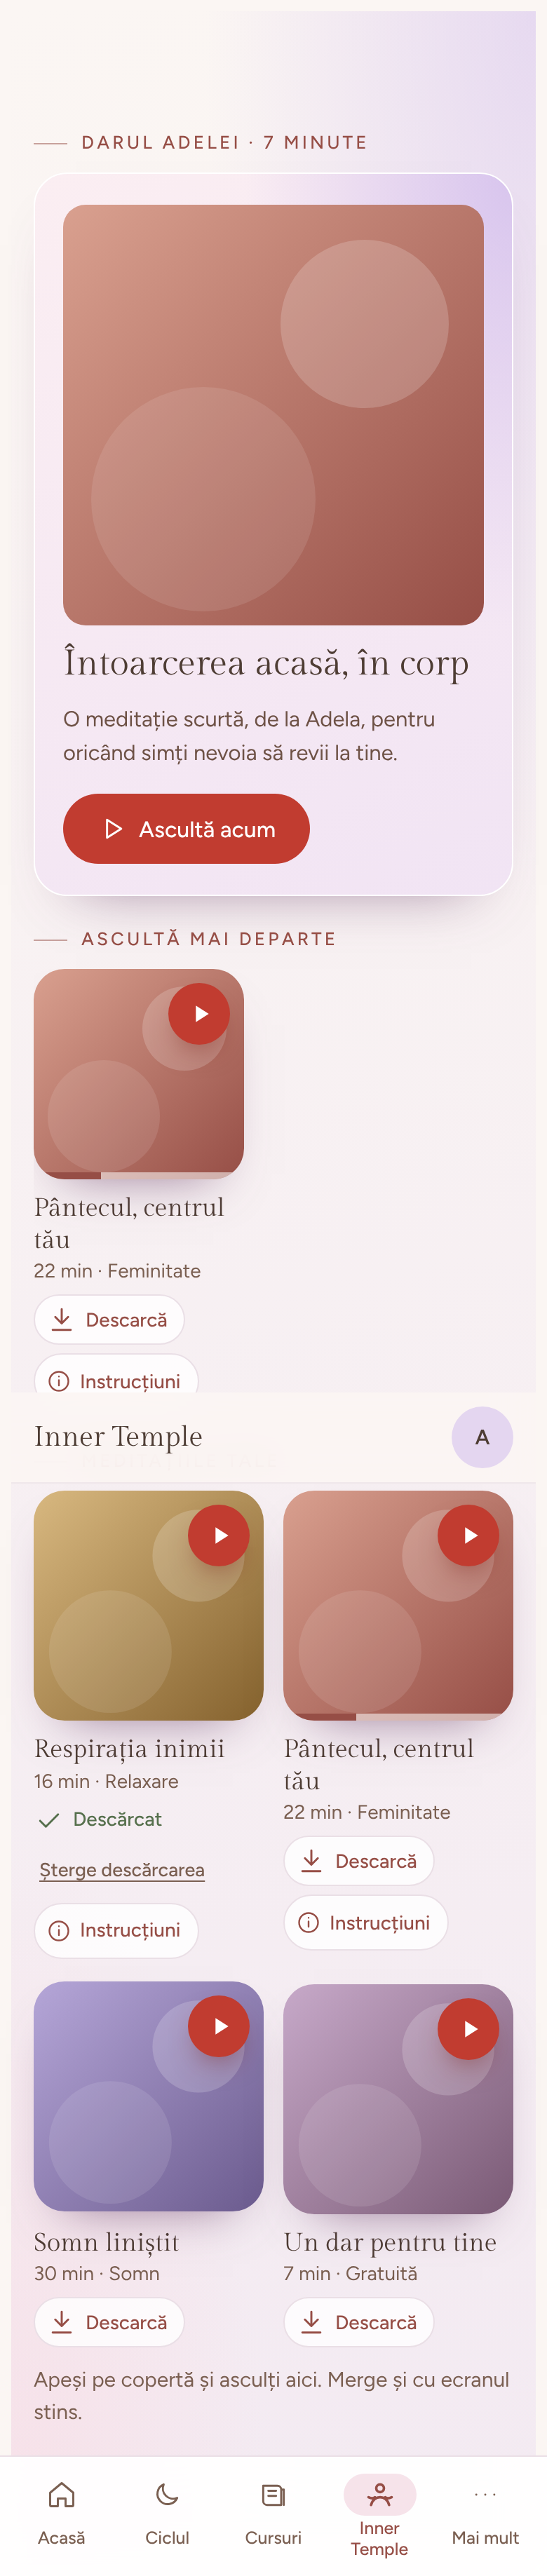 DARUL ADELEI · 7 MINUTE
Întoarcerea acasă, în corp
O meditație scurtă, de la Adela, pentru
oricând simți nevoia să revii la tine.
Ascultă acum
ASCULTĂ MAI DEPARTE
Pântecul, centrul
tău
22 min · Feminitate
Descarcă
Instrucțiuni
Inner Temple
A
Respirația inimii
16 min · Relaxare
Descărcat
Șterge descărcarea
Instrucțiuni
Pântecul, centrul
tău
22 min · Feminitate
Descarcă
Instrucțiuni
Somn liniștit
30 min · Somn
Descarcă
Un dar pentru tine
7 min · Gratuită
Descarcă
Apeși pe copertă și asculți aici. Merge și cu ecranul
stins.
Acasă
Ciclul
Cursuri
Inner
Temple
Mai mult